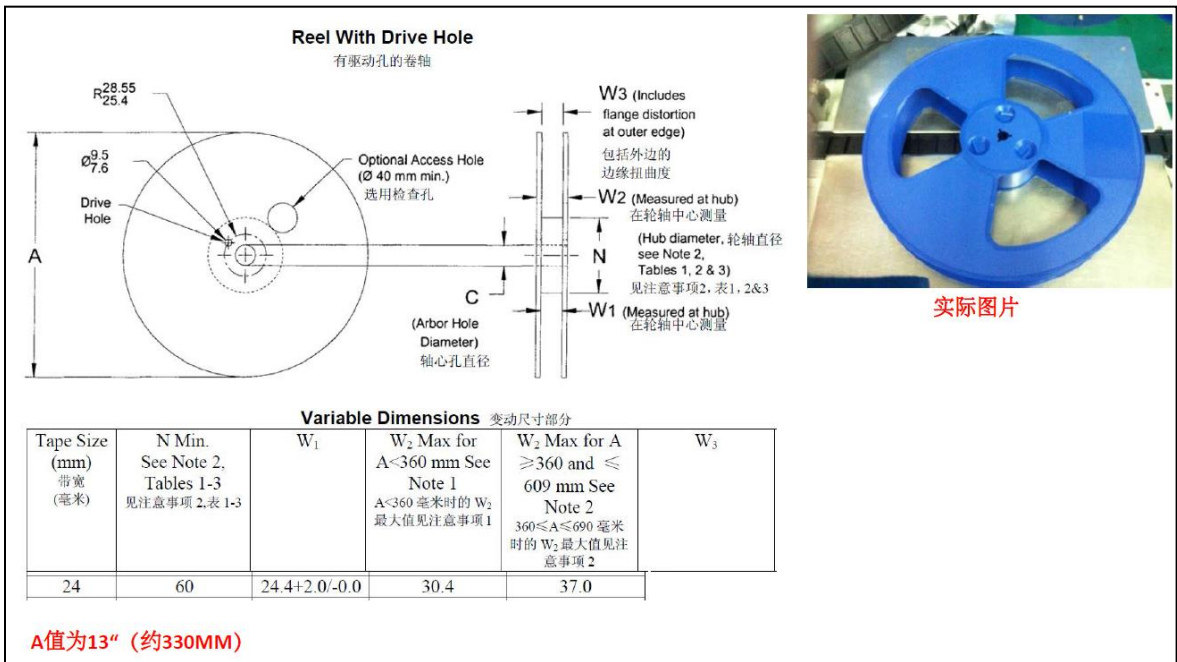 Reel With Drive Hole
有驱动孔的卷轴
R28.55
25.4
Ø9.5
7.6
Drive
Hole
A
Optional Access Hole
(Ø 40 mm min.)
选用检查孔
C
(Arbor Hole
Diameter)
轴心孔直径
W3 (Includes
flange distortion
at outer edge)
包括外边的
边缘扭曲度
W2 (Measured at hub)
在轮轴中心测量
N
(Hub diameter, 轮轴直径
see Note 2,
Tables 1, 2 & 3)
见注意事项2, 表1, 2&3
W1 (Measured at hub)
在轮轴中心测量
实际图片
Variable Dimensions 变动尺寸部分
Tape Size
(mm)
带宽
(毫米)
N Min.
See Note 2,
Tables 1-3
见注意事项 2,表 1-3
W1
W2 Max for
A<360 mm See
Note 1
A<360 毫米时的 W2
最大值见注意事项1
W2 Max for A
≥360 and ≤
609 mm See
Note 2
360≤A≤690 毫米
时的 W2 最大值见注
意事项 2
W3
24 60 24.4+2.0/-0.0 30.4 37.0
A值为13“（约330MM）